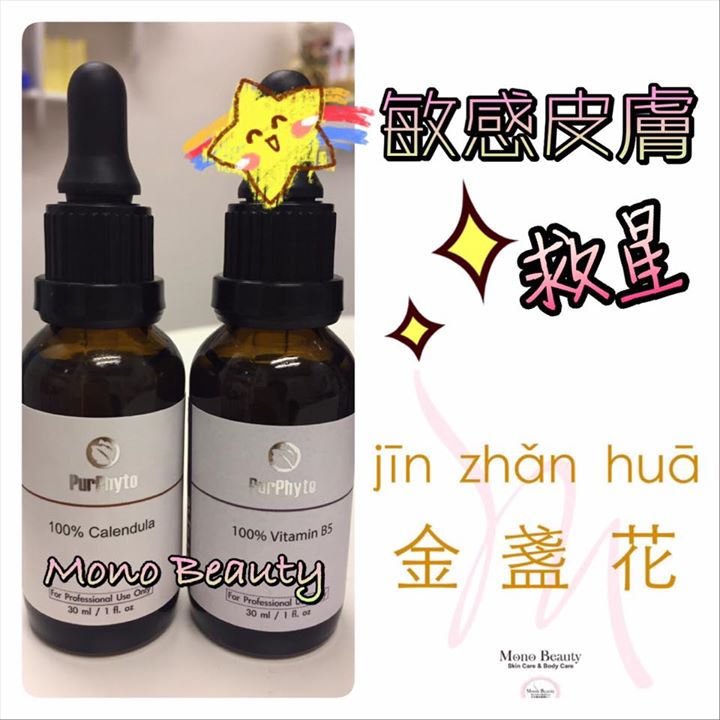 敏感皮膚
救星
PurPhyto
100% Calendula
For Professional Use Only
30 ml / 1 fl. oz
PurPhyto
100% Vitamin B5
For Professional
30 ml / 1 fl. oz
Mono Beauty
jīn zhǎn huā
金盞花
Mono Beauty
Skin Care & Body Care
Mono Beauty